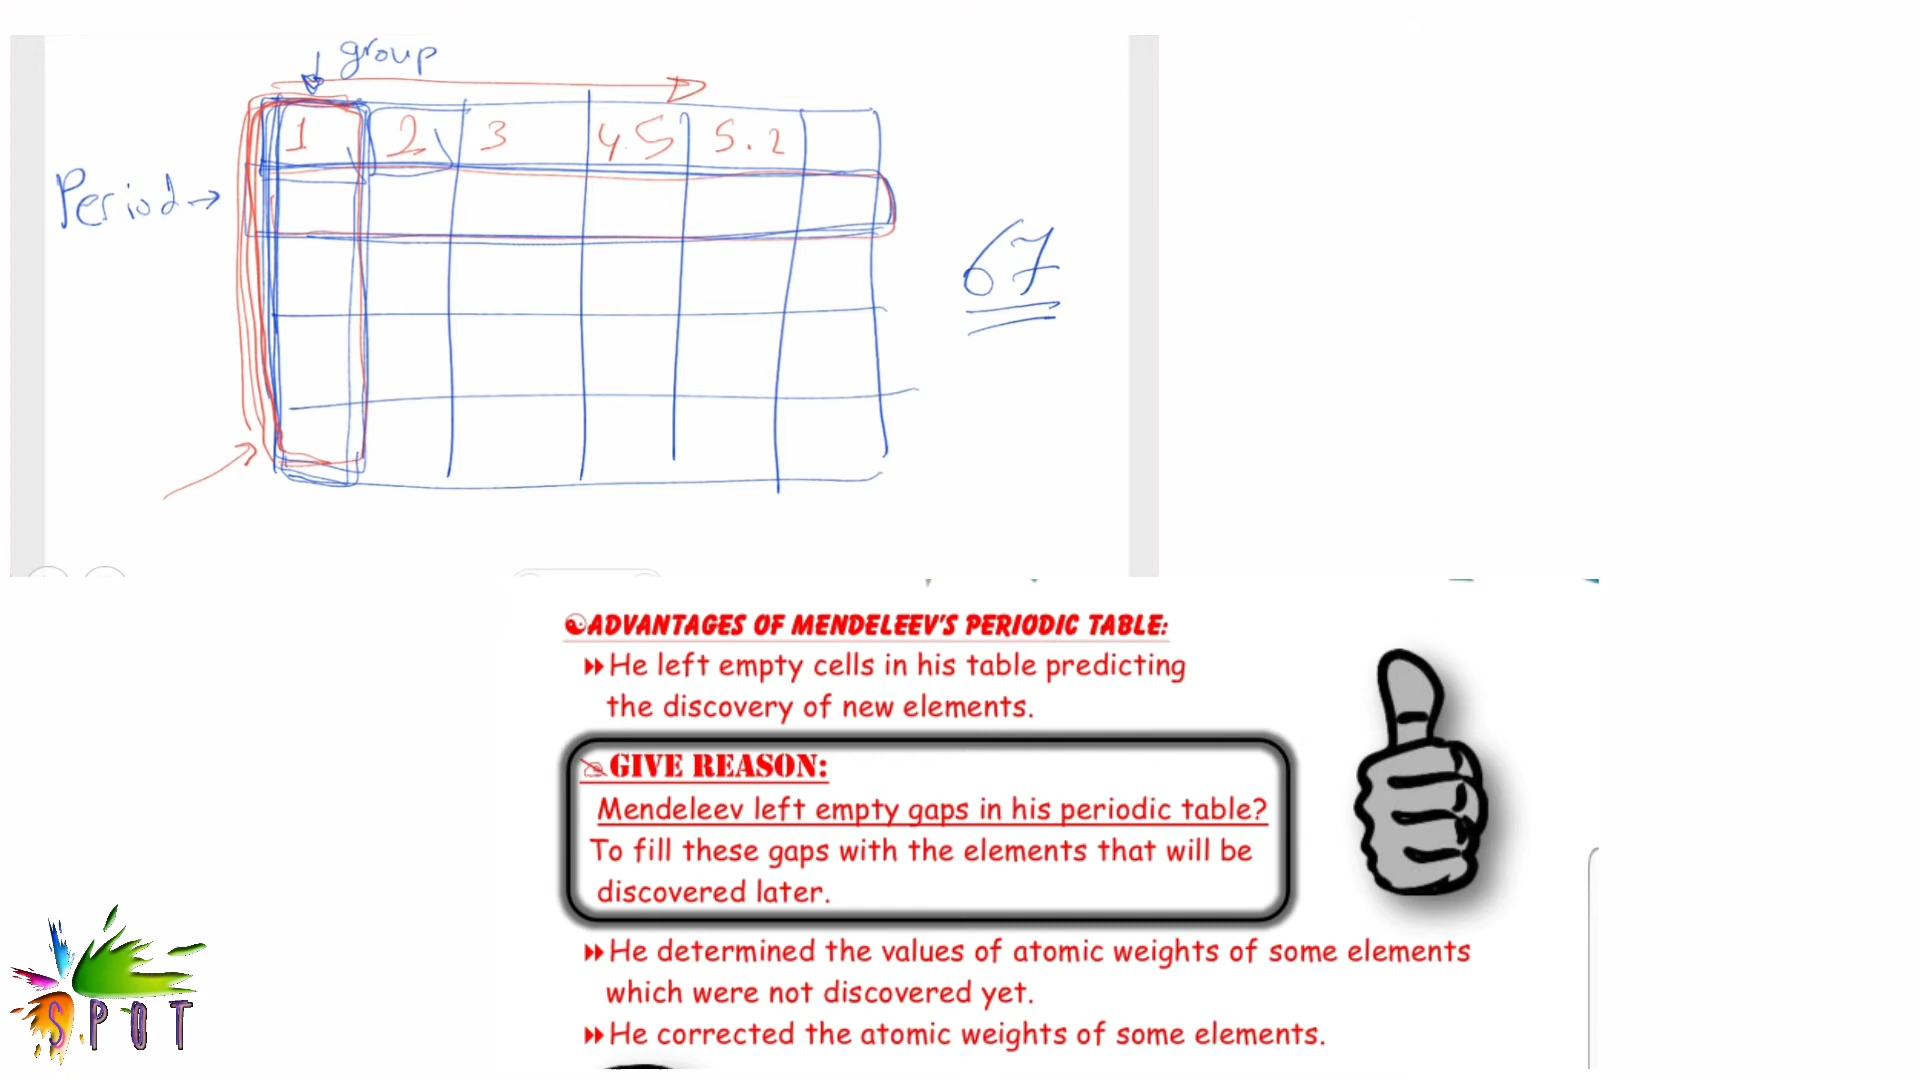 group
1 2 3 4.5 5.2
Period
67
ADVANTAGES OF MENDELEEV'S PERIODIC TABLE:
He left empty cells in his table predicting
the discovery of new elements.
GIVE REASON:
Mendeleev left empty gaps in his periodic table?
To fill these gaps with the elements that will be
discovered later.
He determined the values of atomic weights of some elements
which were not discovered yet.
He corrected the atomic weights of some elements.
SPOT